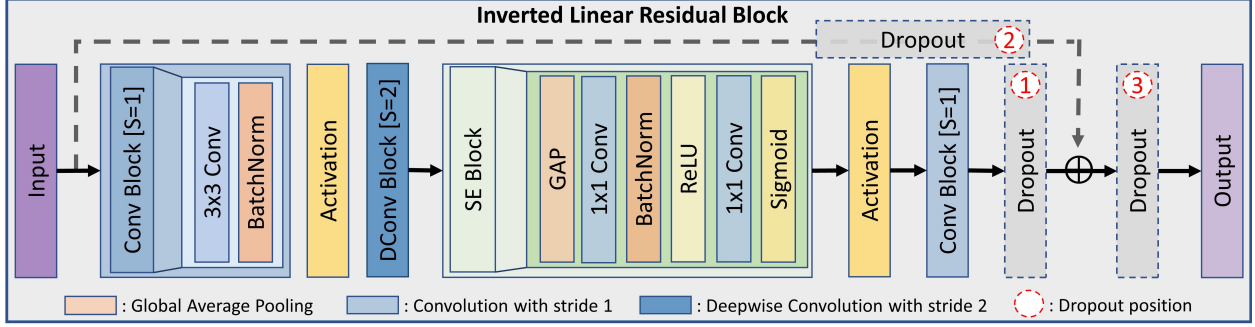 Inverted Linear Residual Block
Dropout 2
Input
Conv Block [S=1]
3x3 Conv
BatchNorm
Activation
DConv Block [S=2]
SE Block
GAP
1x1 Conv
BatchNorm
ReLU
1x1 Conv
Sigmoid
Activation
Conv Block [S=1]
1
Dropout
3
Dropout
Output
: Global Average Pooling
: Convolution with stride 1
: Deepwise Convolution with stride 2
: Dropout position